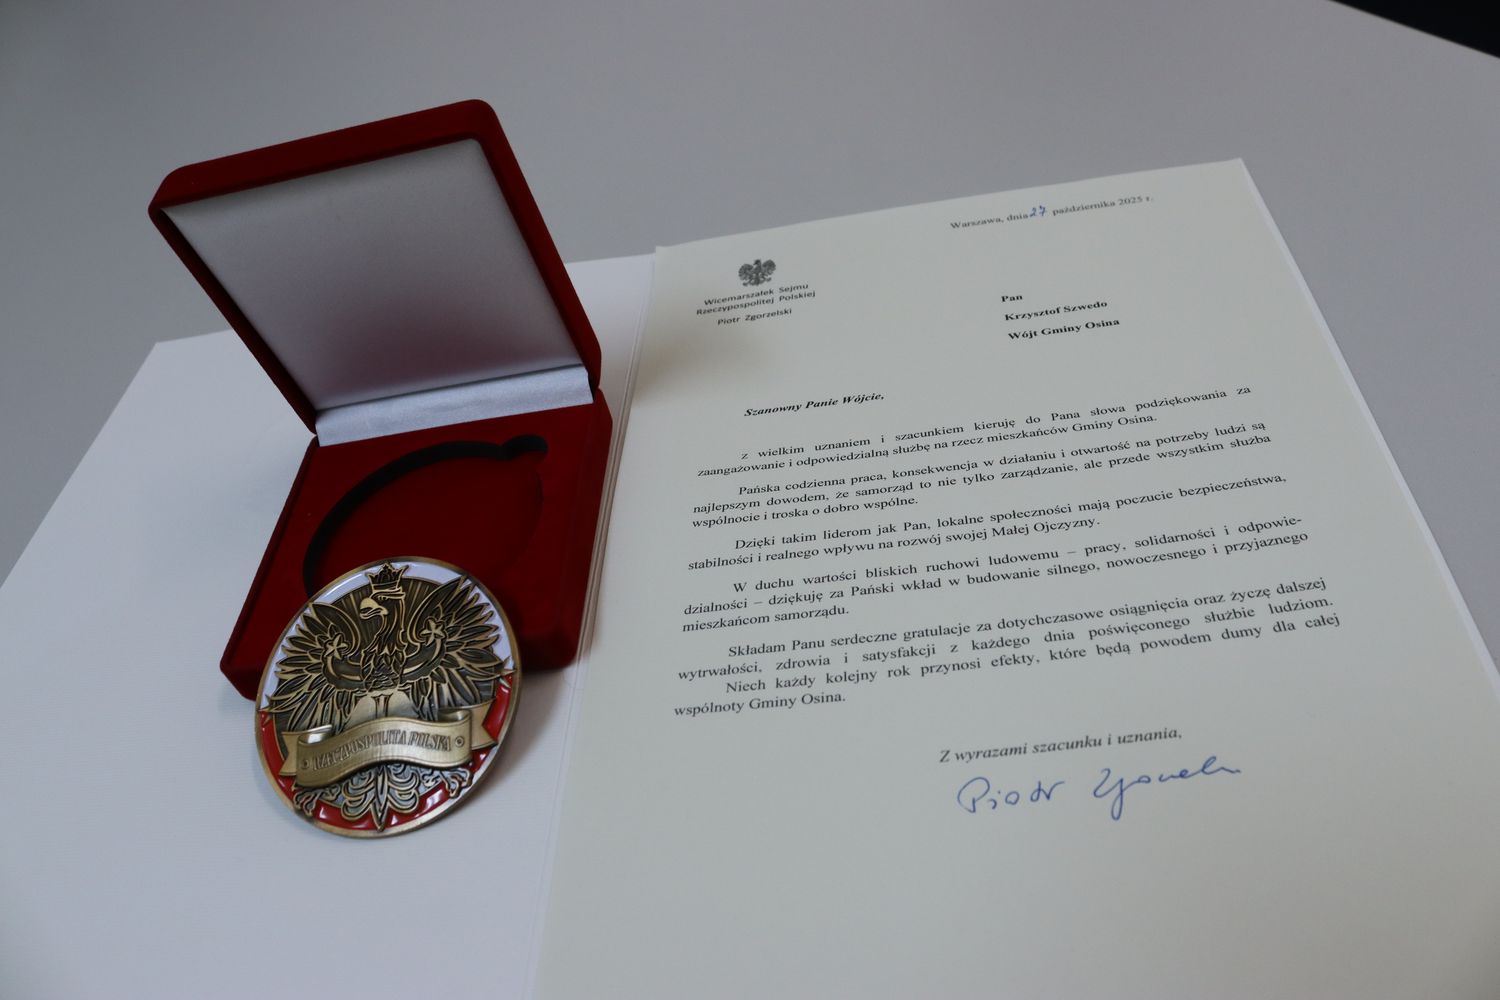 Warszawa, dnia 27 października 2025 r.
Wicemarszałek Sejmu
Rzeczypospolitej Polskiej
Piotr Zgorzelski
Pan
Krzysztof Szwedo
Wójt Gminy Osina
Szanowny Panie Wójcie,
z wielkim uznaniem i szacunkiem kieruję do Pana słowa podziękowania za
zaangażowanie i odpowiedzialną służbę na rzecz mieszkańców Gminy Osina.
Pańska codzienna praca, konsekwencja w działaniu i otwartość na potrzeby ludzi są
najlepszym dowodem, że samorząd to nie tylko zarządzanie, ale przede wszystkim służba
wspólnocie i troska o dobro wspólne.
Dzięki takim liderom jak Pan, lokalne społeczności mają poczucie bezpieczeństwa,
stabilności i realnego wpływu na rozwój swojej Małej Ojczyzny.
W duchu wartości bliskich ruchowi ludowemu – pracy, solidarności i odpowie-
dzialności – dziękuję za Pański wkład w budowanie silnego, nowoczesnego i przyjaznego
mieszkańcom samorządu.
Składam Panu serdeczne gratulacje za dotychczasowe osiągnięcia oraz życzę dalszej
wytrwałości, zdrowia i satysfakcji z każdego dnia poświęconego służbie ludziom.
Niech każdy kolejny rok przynosi efekty, które będą powodem dumy dla całej
wspólnoty Gminy Osina.
Z wyrazami szacunku i uznania,
Piotr Zgorzelski
RZECZPOSPOLITA POLSKA